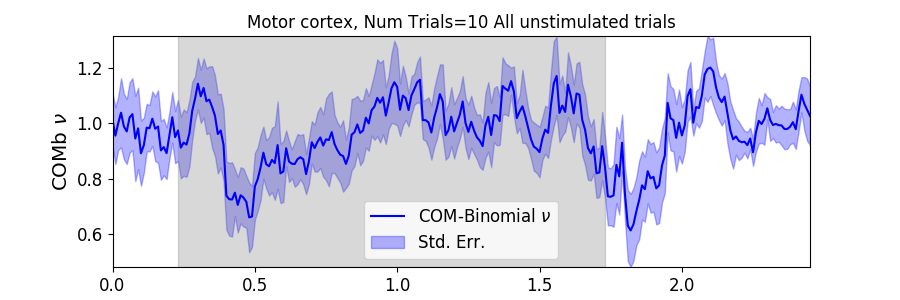 Motor cortex, Num Trials=10 All unstimulated trials
COMb ν
1.2
1.0
0.8
0.6
COM-Binomial ν
Std. Err.
0.0 0.5 1.0 1.5 2.0